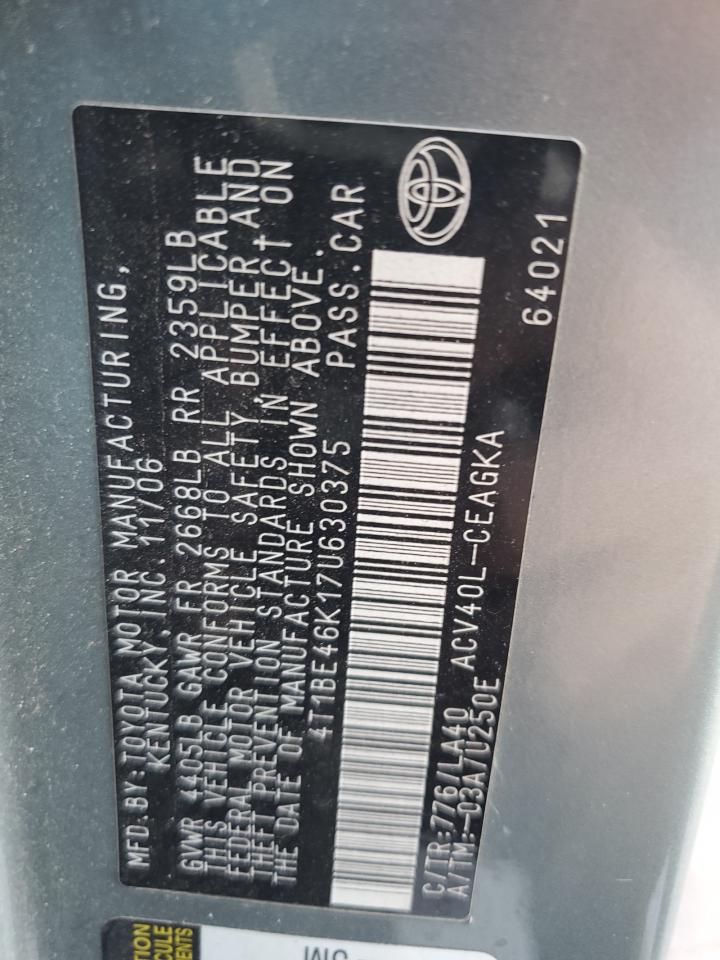 MFD.BY:TOYOTA MOTOR MANUFACTURING,
KENTUCKY, INC. 11/06
GVWR 4405LB GAWR FR 2668LB RR 2359LB
THIS VEHICLE CONFORMS TO ALL APPLICABLE
FEDERAL MOTOR VEHICLE SAFETY, BUMPER, AND
THEFT PREVENTION STANDARDS IN EFFECT ON
THE DATE OF MANUFACTURE SHOWN ABOVE.
4T1BE46K17U630375 PASS.CAR
C/TR:776/LA40 ACV40L-CEAGKA
A/TM:-03A/U250E
64021